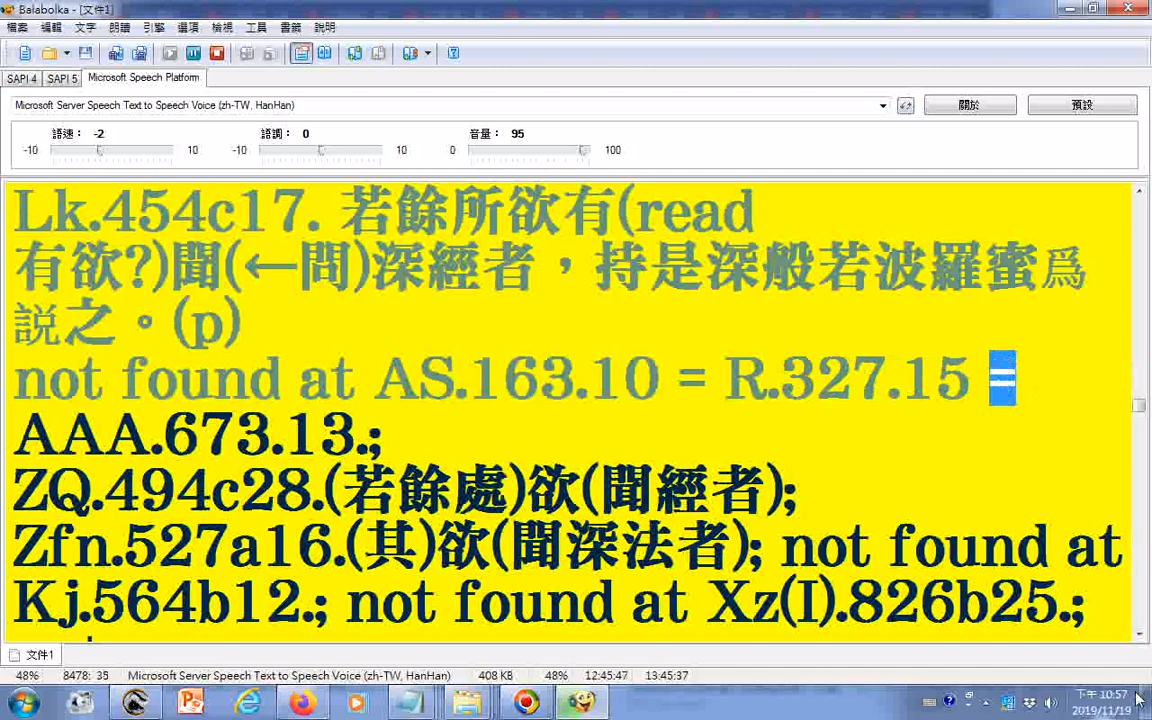 Balabolka - [文件1]
檔案 編輯 文字 朗讀 引擎 選項 檢視 工具 書籤 說明
SAPI 4 SAPI 5 Microsoft Speech Platform
Microsoft Server Speech Text to Speech Voice (zh-TW, HanHan) 關於 預設
語速： -2 語調： 0 音量： 95
-10 10 -10 10 0 100
Lk.454c17. 若餘所欲有(read
有欲?)聞(←問)深經者，持是深般若波羅蜜爲
説之。(p)
not found at AS.163.10 = R.327.15 =
AAA.673.13.;
ZQ.494c28.(若餘處)欲(聞經者);
Zfn.527a16.(其)欲(聞深法者); not found at
Kj.564b12.; not found at Xz(I).826b25.;
文件1
48% 8478: 35 Microsoft Server Speech Text to Speech Voice (zh-TW, HanHan) 408 KB 48% 12:45:47 13:45:37
下午 10:57
2019/11/19